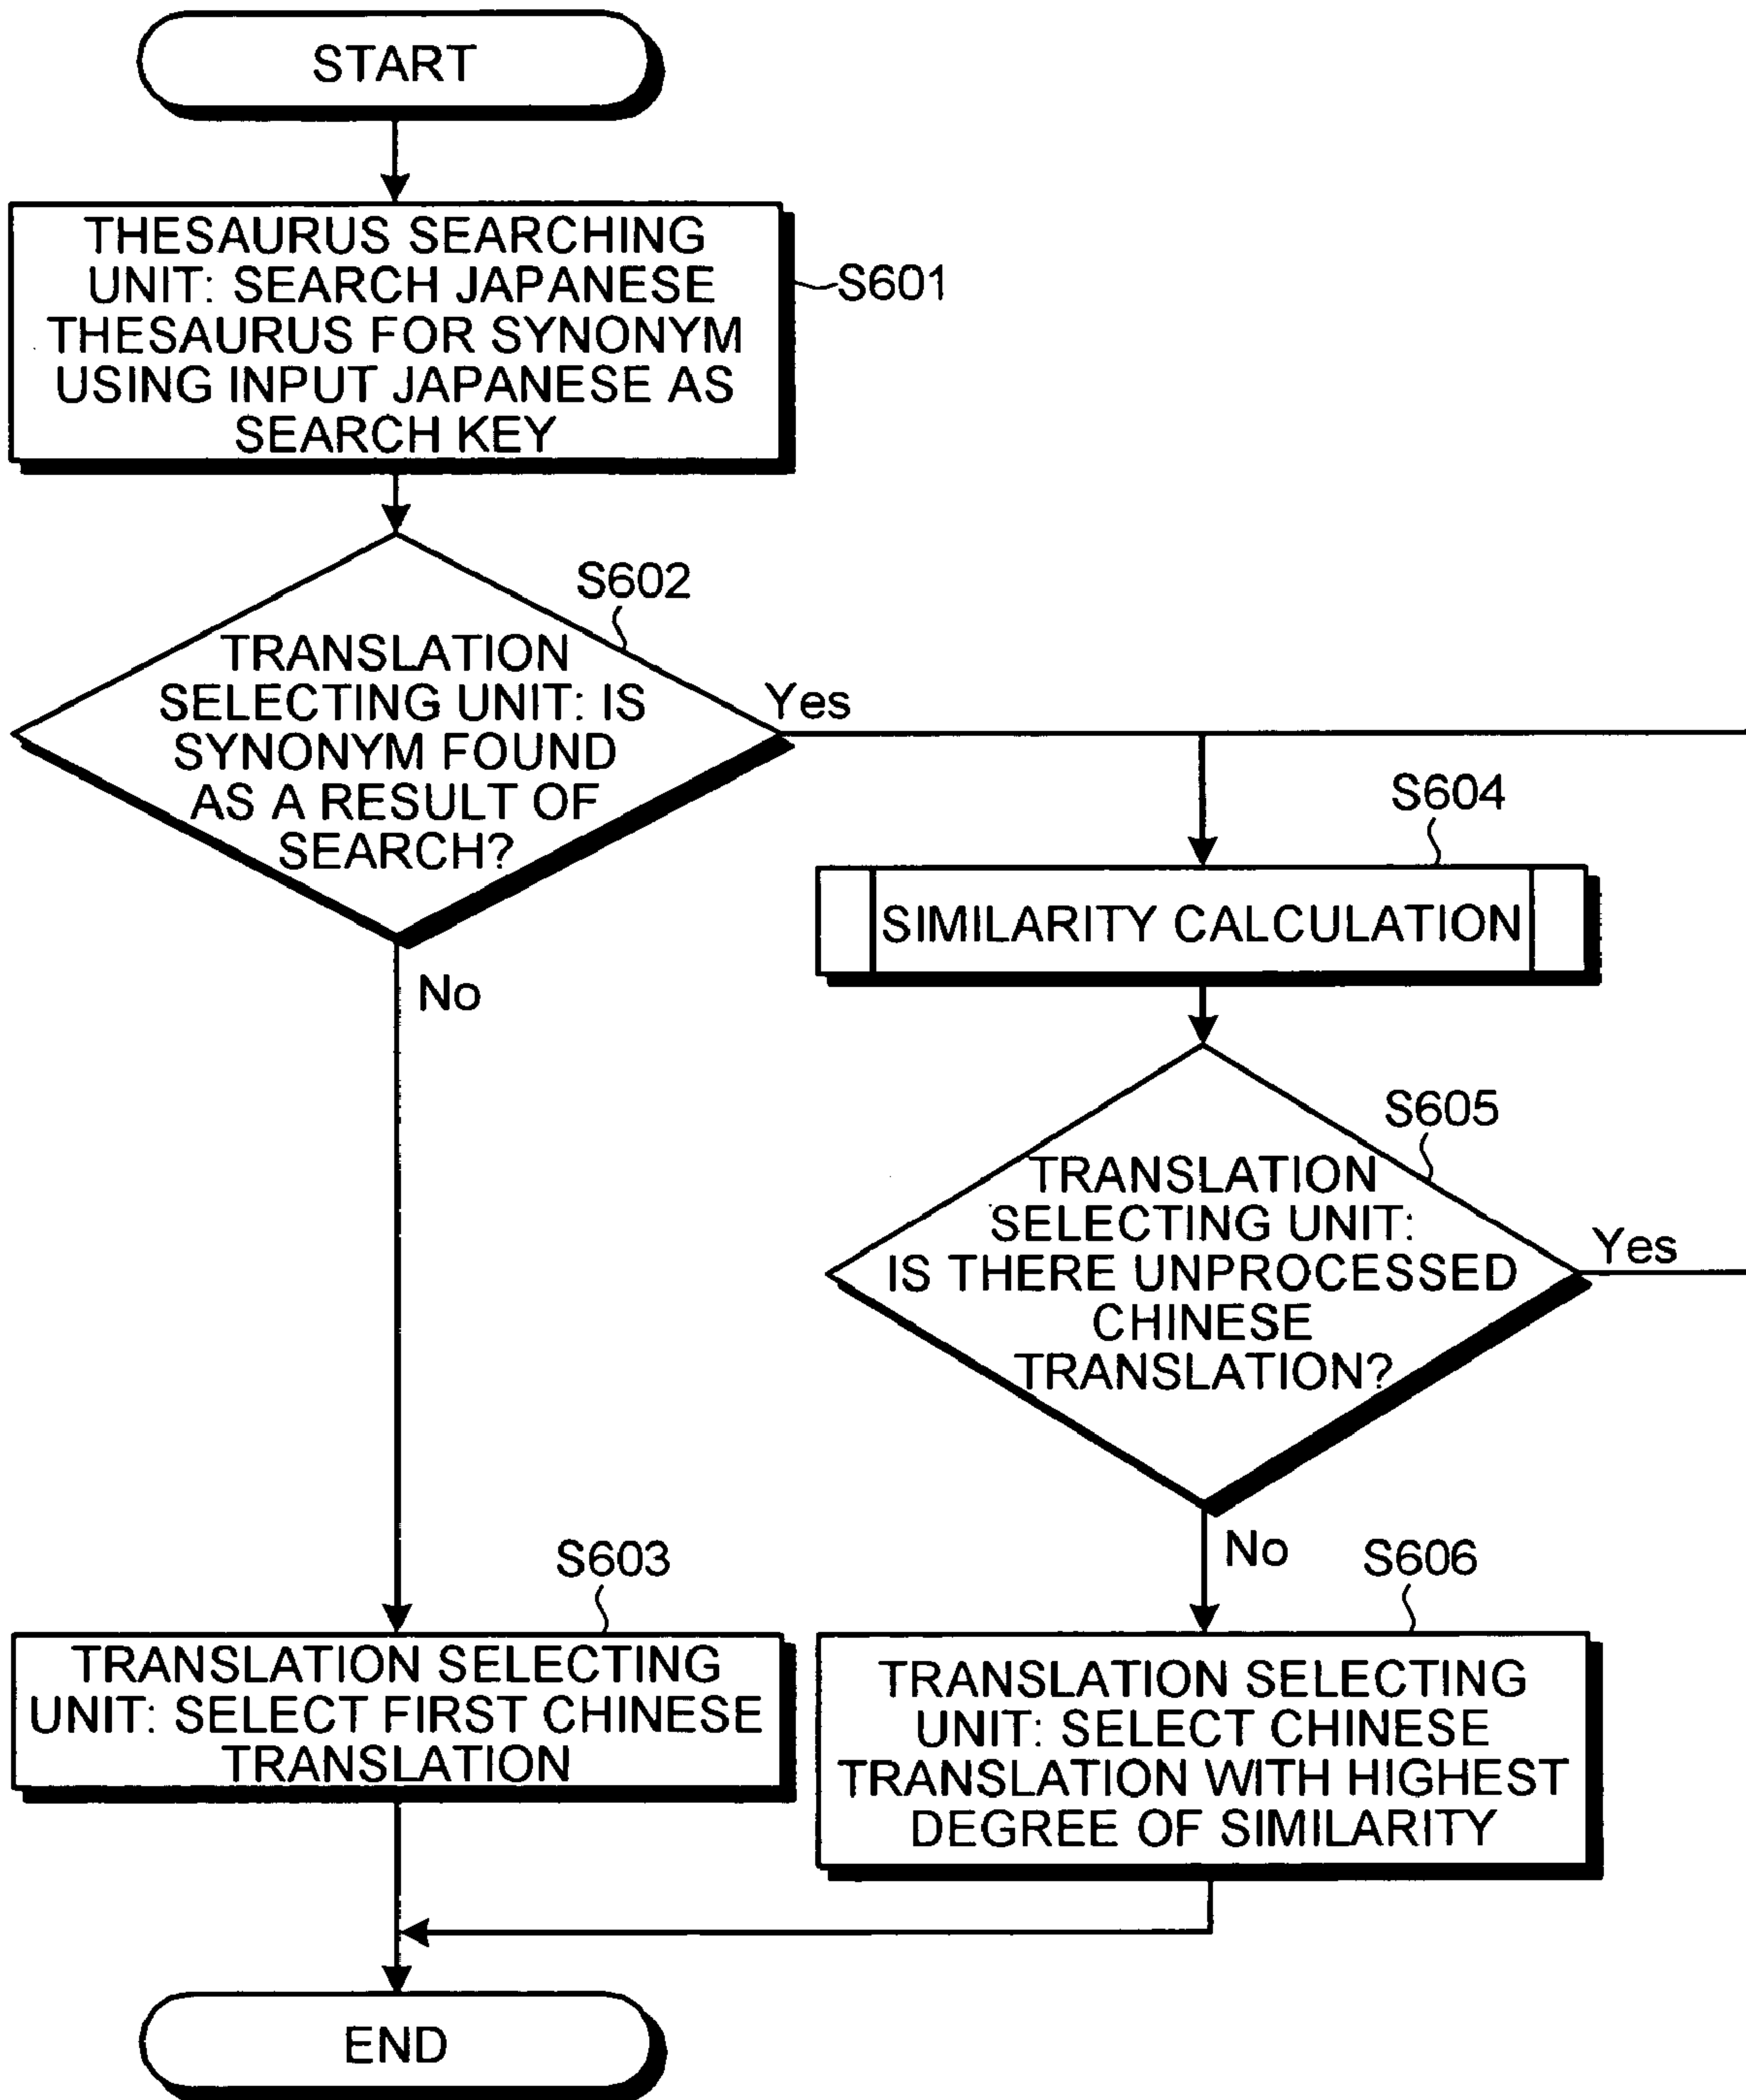 START
THESAURUS SEARCHING
UNIT: SEARCH JAPANESE
THESAURUS FOR SYNONYM
USING INPUT JAPANESE AS
SEARCH KEY
S601
S602
TRANSLATION
SELECTING UNIT: IS
SYNONYM FOUND
AS A RESULT OF
SEARCH?
Yes
No
S604
SIMILARITY CALCULATION
S605
TRANSLATION
SELECTING UNIT:
IS THERE UNPROCESSED
CHINESE
TRANSLATION?
Yes
No
S603
TRANSLATION SELECTING
UNIT: SELECT FIRST CHINESE
TRANSLATION
S606
TRANSLATION SELECTING
UNIT: SELECT CHINESE
TRANSLATION WITH HIGHEST
DEGREE OF SIMILARITY
END